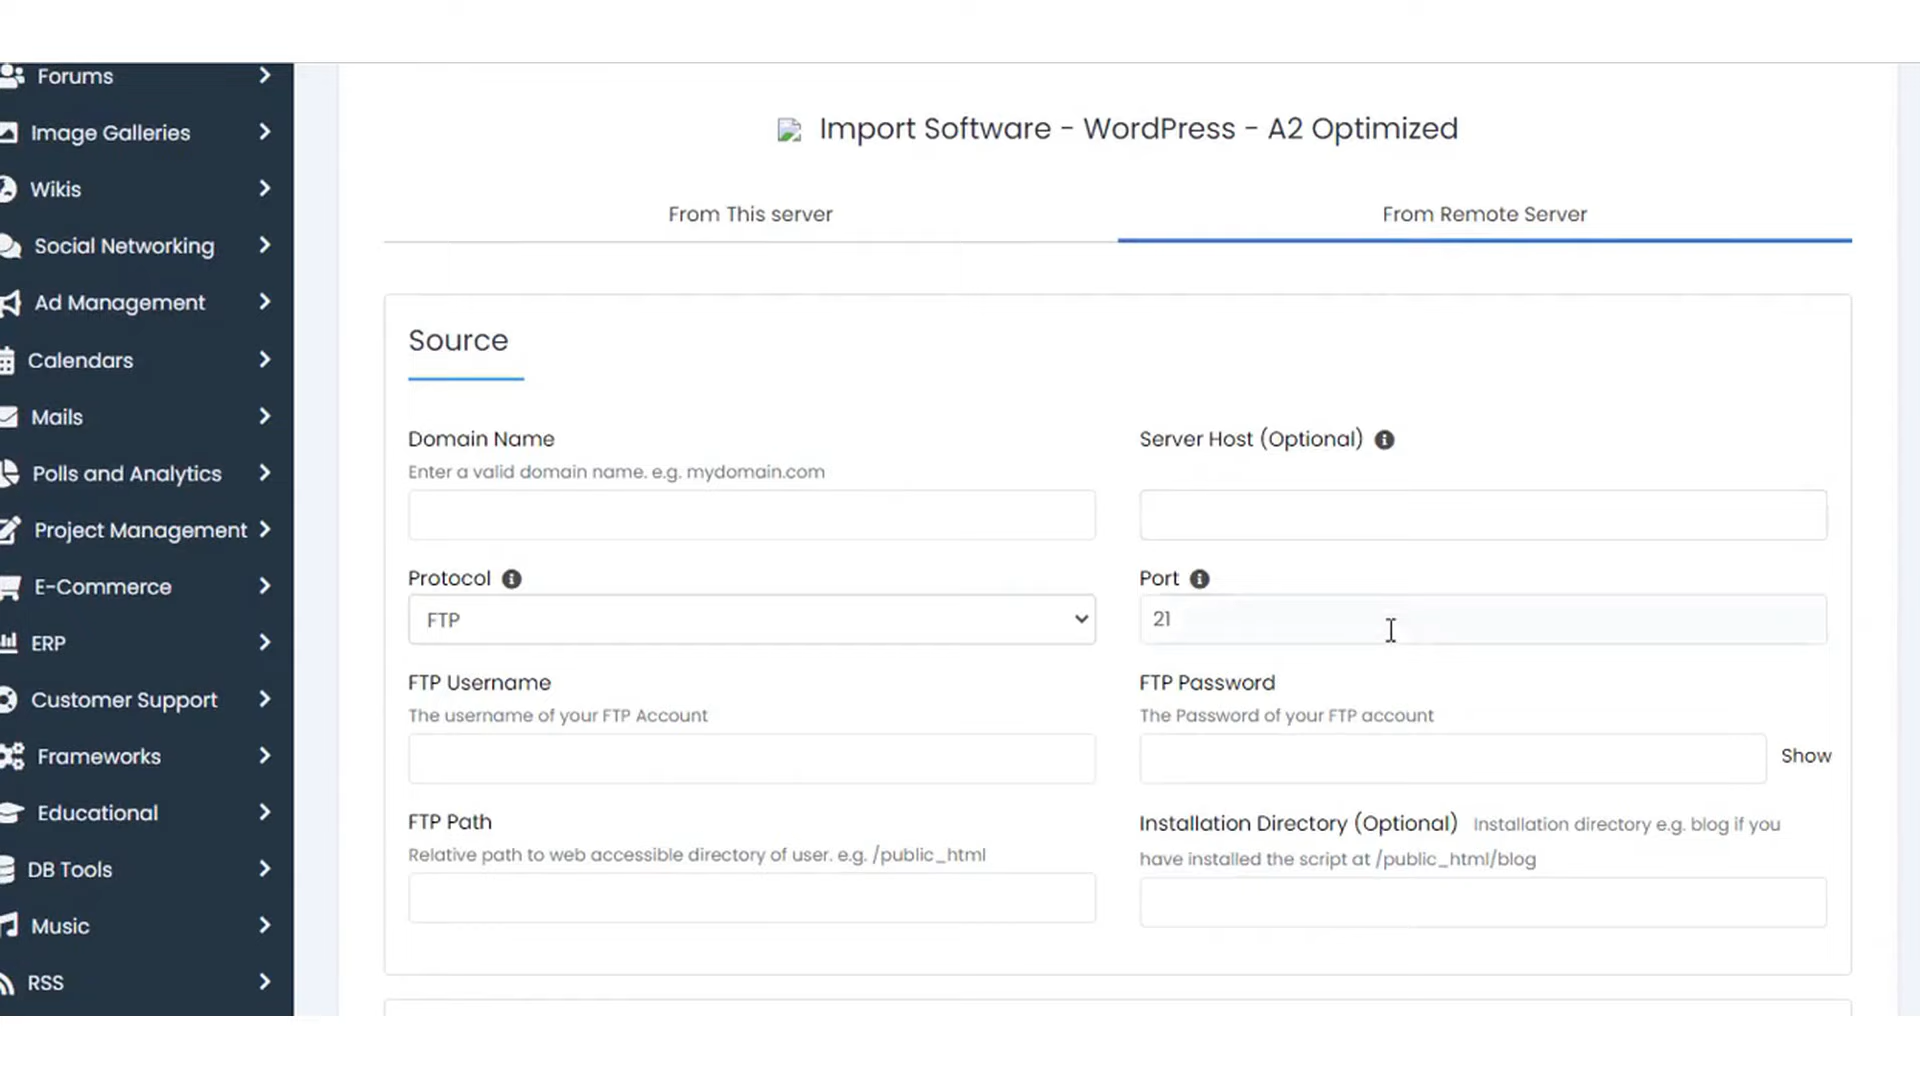 Forums
Image Galleries
Wikis
Social Networking
Ad Management
Calendars
Mails
Polls and Analytics
Project Management
E-Commerce
ERP
Customer Support
Frameworks
Educational
DB Tools
Music
RSS
Import Software - WordPress - A2 Optimized
From This server
From Remote Server
Source
Domain Name
Enter a valid domain name. e.g. mydomain.com
Server Host (Optional)
Protocol
FTP
Port
21
FTP Username
The username of your FTP Account
FTP Password
The Password of your FTP account
Show
FTP Path
Relative path to web accessible directory of user. e.g. /public_html
Installation Directory (Optional) Installation directory e.g. blog if you
have installed the script at /public_html/blog